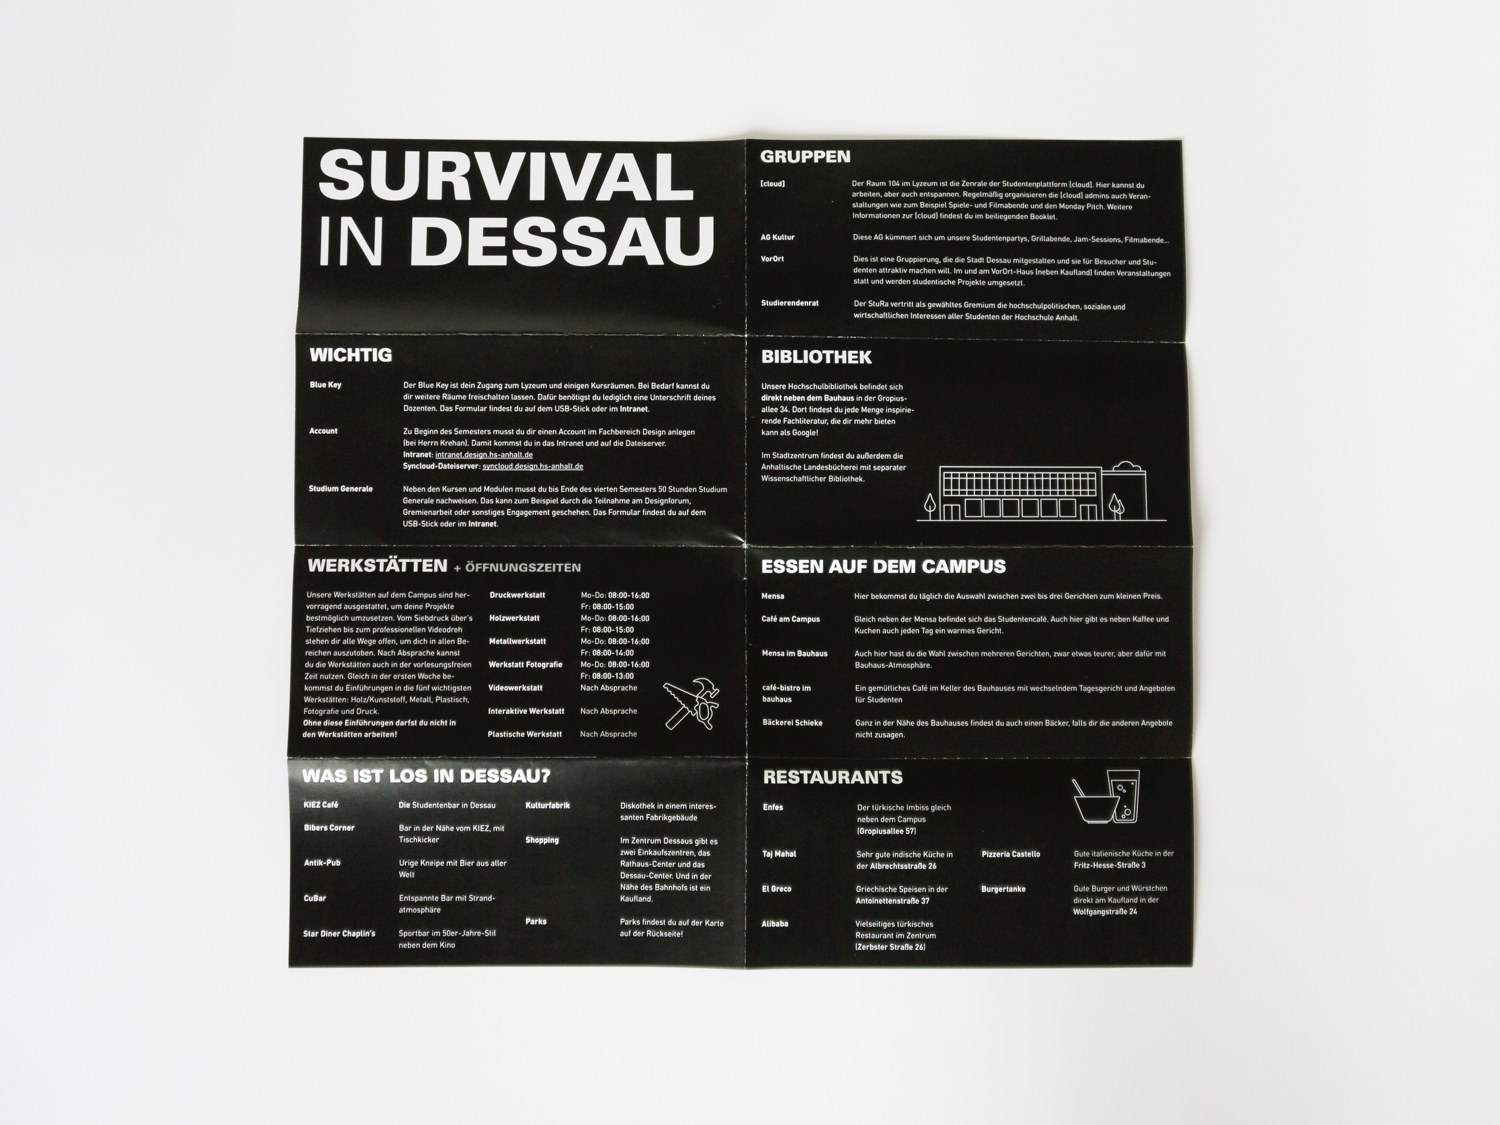 SURVIVAL
IN DESSAU
WICHTIG
Blue Key
Der Blue Key ist dein Zugang zum Lyzeum und einigen Kursräumen. Bei Bedarf kannst du
dir weitere Räume freischalten lassen. Dafür benötigst du lediglich eine Unterschrift deines
Dozenten. Das Formular findest du auf dem USB-Stick oder im Intranet.
Account
Zu Beginn des Semesters musst du dir einen Account im Fachbereich Design anlegen
(bei Herrn Krehan). Damit kommst du in das Intranet und auf die Dateiserver.
Intranet: intranet.design.hs-anhalt.de
Syncloud-Dateiserver: syncloud.design.hs-anhalt.de
Studium Generale
Neben den Kursen und Modulen musst du bis Ende des vierten Semesters 50 Stunden Studium
Generale nachweisen. Das kann zum Beispiel durch die Teilnahme am Designforum,
Gremienarbeit oder sonstiges Engagement geschehen. Das Formular findest du auf dem
USB-Stick oder im Intranet.
WERKSTÄTTEN + ÖFFNUNGSZEITEN
Unsere Werkstätten auf dem Campus sind her-
vorragend ausgestattet, um deine Projekte
bestmöglich umzusetzen. Vom Siebdruck über's
Tiefziehen bis zum professionellen Videodreh
stehen dir alle Wege offen, um dich in allen Be-
reichen auszutoben. Nach Absprache kannst
du die Werkstätten auch in der vorlesungsfreien
Zeit nutzen. Gleich in der ersten Woche be-
kommst du Einführungen in die fünf wichtigsten
Werkstätten: Holz/Kunststoff, Metall, Plastisch,
Fotografie und Druck.
Ohne diese Einführungen darfst du nicht in
den Werkstätten arbeiten!
Druckwerkstatt
Mo-Do: 08:00-16:00
Fr: 08:00-15:00
Holzwerkstatt
Mo-Do: 08:00-16:00
Fr: 08:00-15:00
Metallwerkstatt
Mo-Do: 08:00-16:00
Fr: 08:00-14:00
Werkstatt Fotografie
Mo-Do: 08:00-16:00
Fr: 08:00-13:00
Videowerkstatt
Nach Absprache
Interaktive Werkstatt
Nach Absprache
Plastische Werkstatt
Nach Absprache
WAS IST LOS IN DESSAU?
KIEZ Café
Die Studentenbar in Dessau
Bibers Corner
Bar in der Nähe vom KIEZ, mit
Tischkicker
Antik-Pub
Urige Kneipe mit Bier aus aller
Welt
CuBar
Entspannte Bar mit Strand-
atmosphäre
Star Diner Chaplin's
Sportbar im 50er-Jahre-Stil
neben dem Kino
Kulturfabrik
Diskothek in einem interes-
santen Fabrikgebäude
Shopping
Im Zentrum Dessaus gibt es
zwei Einkaufszentren, das
Rathaus-Center und das
Dessau-Center. Und in der
Nähe des Bahnhofs ist ein
Kaufland.
Parks
Parks findest du auf der Karte
auf der Rückseite!
GRUPPEN
[cloud]
Der Raum 104 im Lyzeum ist die Zenrale der Studentenplattform [cloud]. Hier kannst du
arbeiten, aber auch entspannen. Regelmäßig organisieren die [cloud] admins auch Veran-
staltungen wie zum Beispiel Spiele- und Filmabende und den Monday Pitch. Weitere
Informationen zur [cloud] findest du im beiliegenden Booklet.
AG Kultur
Diese AG kümmert sich um unsere Studentenpartys, Grillabende, Jam-Sessions, Filmabende...
VorOrt
Dies ist eine Gruppierung, die die Stadt Dessau mitgestalten und sie für Besucher und Stu-
denten attraktiv machen will. Im und am VorOrt-Haus (neben Kaufland) finden Veranstaltungen
statt und werden studentische Projekte umgesetzt.
Studierendenrat
Der StuRa vertritt als gewähltes Gremium die hochschulpolitischen, sozialen und
wirtschaftlichen Interessen aller Studenten der Hochschule Anhalt.
BIBLIOTHEK
Unsere Hochschulbibliothek befindet sich
direkt neben dem Bauhaus in der Gropius-
allee 34. Dort findest du jede Menge inspirie-
rende Fachliteratur, die dir mehr bieten
kann als Google!
Im Stadtzentrum findest du außerdem die
Anhaltische Landesbücherei mit separater
Wissenschaftlicher Bibliothek.
ESSEN AUF DEM CAMPUS
Mensa
Hier bekommst du täglich die Auswahl zwischen zwei bis drei Gerichten zum kleinen Preis.
Café am Campus
Gleich neben der Mensa befindet sich das Studentencafé. Auch hier gibt es neben Kaffee und
Kuchen auch jeden Tag ein warmes Gericht.
Mensa im Bauhaus
Auch hier hast du die Wahl zwischen mehreren Gerichten, zwar etwas teurer, aber dafür mit
Bauhaus-Atmosphäre.
café-bistro im
bauhaus
Ein gemütliches Café im Keller des Bauhauses mit wechselndem Tagesgericht und Angeboten
für Studenten
Bäckerei Schieke
Ganz in der Nähe des Bauhauses findest du auch einen Bäcker, falls dir die anderen Angebote
nicht zusagen.
RESTAURANTS
Enfes
Der türkische Imbiss gleich
neben dem Campus
(Gropiusallee 57)
Taj Mahal
Sehr gute indische Küche in
der Albrechtsstraße 26
El Greco
Griechische Speisen in der
Antoinettenstraße 37
Alibaba
Vielseitiges türkisches
Restaurant im Zentrum
(Zerbster Straße 26)
Pizzeria Castello
Gute italienische Küche in der
Fritz-Hesse-Straße 3
Burgertanke
Gute Burger und Würstchen
direkt am Kaufland in der
Wolfgangstraße 24